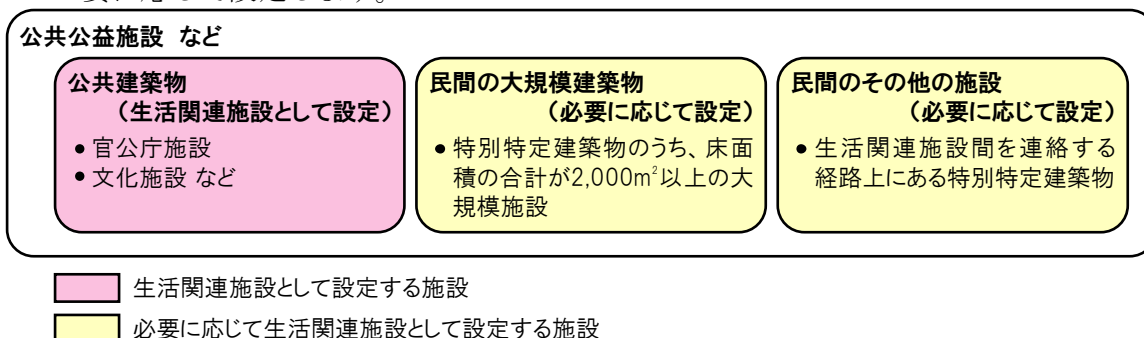 公共公益施設 など
公共建築物
（生活関連施設として設定）
● 官公庁施設
● 文化施設 など
民間の大規模建築物
（必要に応じて設定）
● 特別特定建築物のうち、床面
積の合計が2,000m²以上の大
規模施設
民間のその他の施設
（必要に応じて設定）
● 生活関連施設間を連絡する
経路上にある特別特定建築物
生活関連施設として設定する施設
必要に応じて生活関連施設として設定する施設